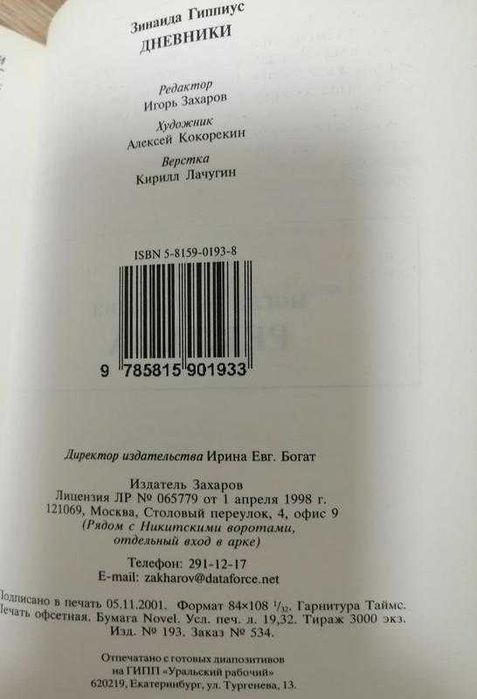 Зинаида Гиппиус
ДНЕВНИКИ
Редактор
Игорь Захаров
Художник
Алексей Кокорекин
Верстка
Кирилл Лачугин
ISBN 5-8159-0193-8
9 785815 901933
Директор издательства Ирина Евг. Богат
Издатель Захаров
Лицензия ЛР № 065779 от 1 апреля 1998 г.
121069, Москва, Столовый переулок, 4, офис 9
(Рядом с Никитскими воротами,
отдельный вход в арке)
Телефон: 291-12-17
E-mail: zakharov@dataforce.net
Подписано в печать 05.11.2001. Формат 84×108 1/32. Гарнитура Таймс.
Печать офсетная. Бумага Novel. Усл. печ. л. 19,32. Тираж 3000 экз.
Изд. № 193. Заказ № 534.
Отпечатано с готовых диапозитивов
на ГИПП «Уральский рабочий»
620219, Екатеринбург, ул. Тургенева, 13.